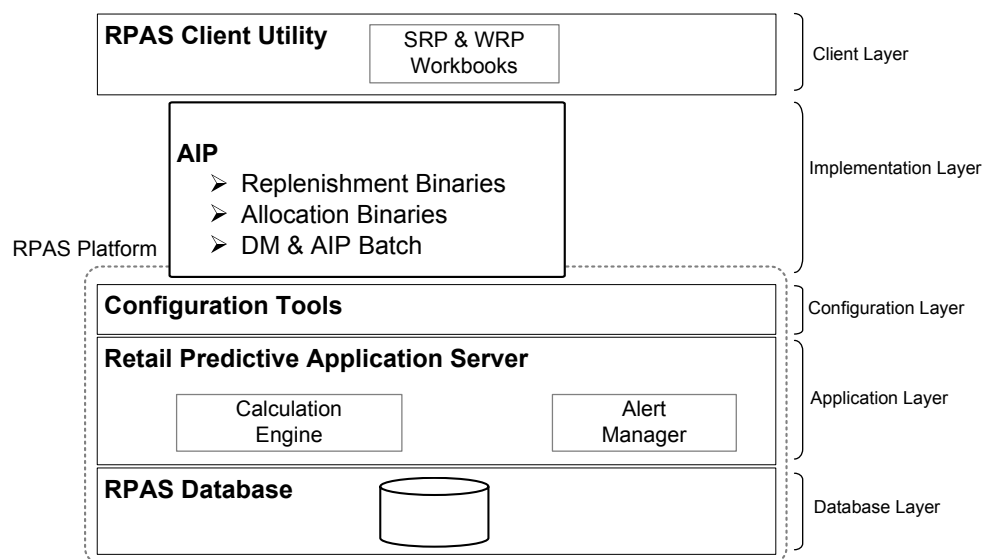 RPAS Client Utility
SRP & WRP
Workbooks
Client Layer
AIP
➢ Replenishment Binaries
➢ Allocation Binaries
➢ DM & AIP Batch
Implementation Layer
RPAS Platform
Configuration Tools
Configuration Layer
Retail Predictive Application Server
Calculation
Engine
Alert
Manager
Application Layer
RPAS Database
Database Layer